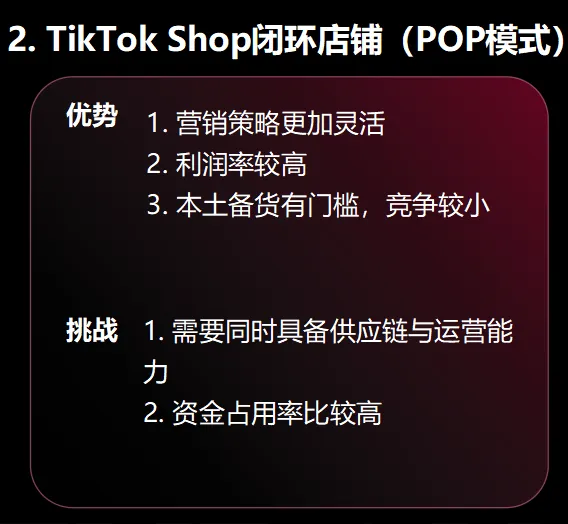 2. TikTok Shop闭环店铺（POP模式）
优势
1. 营销策略更加灵活
2. 利润率较高
3. 本土备货有门槛，竞争较小
挑战
1. 需要同时具备供应链与运营能
力
2. 资金占用率比较高